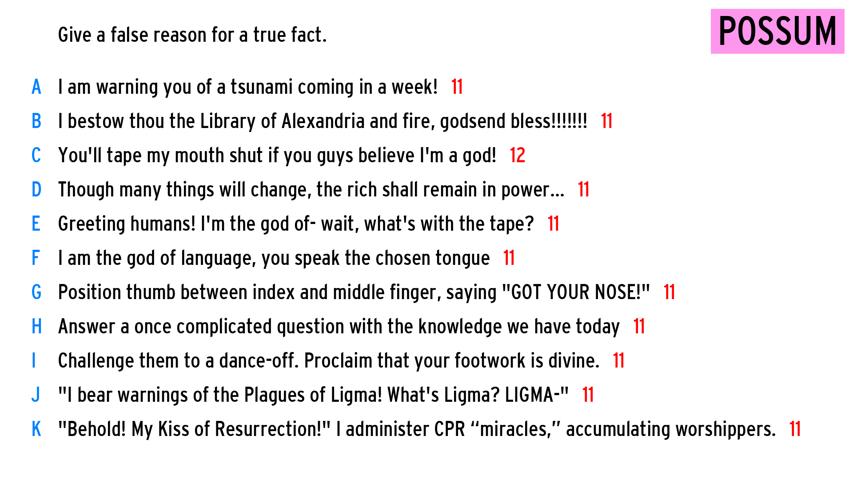 Give a false reason for a true fact.
POSSUM
A I am warning you of a tsunami coming in a week! 11
B I bestow thou the Library of Alexandria and fire, godsend bless!!!!!!! 11
C You'll tape my mouth shut if you guys believe I'm a god! 12
D Though many things will change, the rich shall remain in power... 11
E Greeting humans! I'm the god of- wait, what's with the tape? 11
F I am the god of language, you speak the chosen tongue 11
G Position thumb between index and middle finger, saying "GOT YOUR NOSE!" 11
H Answer a once complicated question with the knowledge we have today 11
I Challenge them to a dance-off. Proclaim that your footwork is divine. 11
J "I bear warnings of the Plagues of Ligma! What's Ligma? LIGMA-" 11
K "Behold! My Kiss of Resurrection!" I administer CPR “miracles,” accumulating worshippers. 11